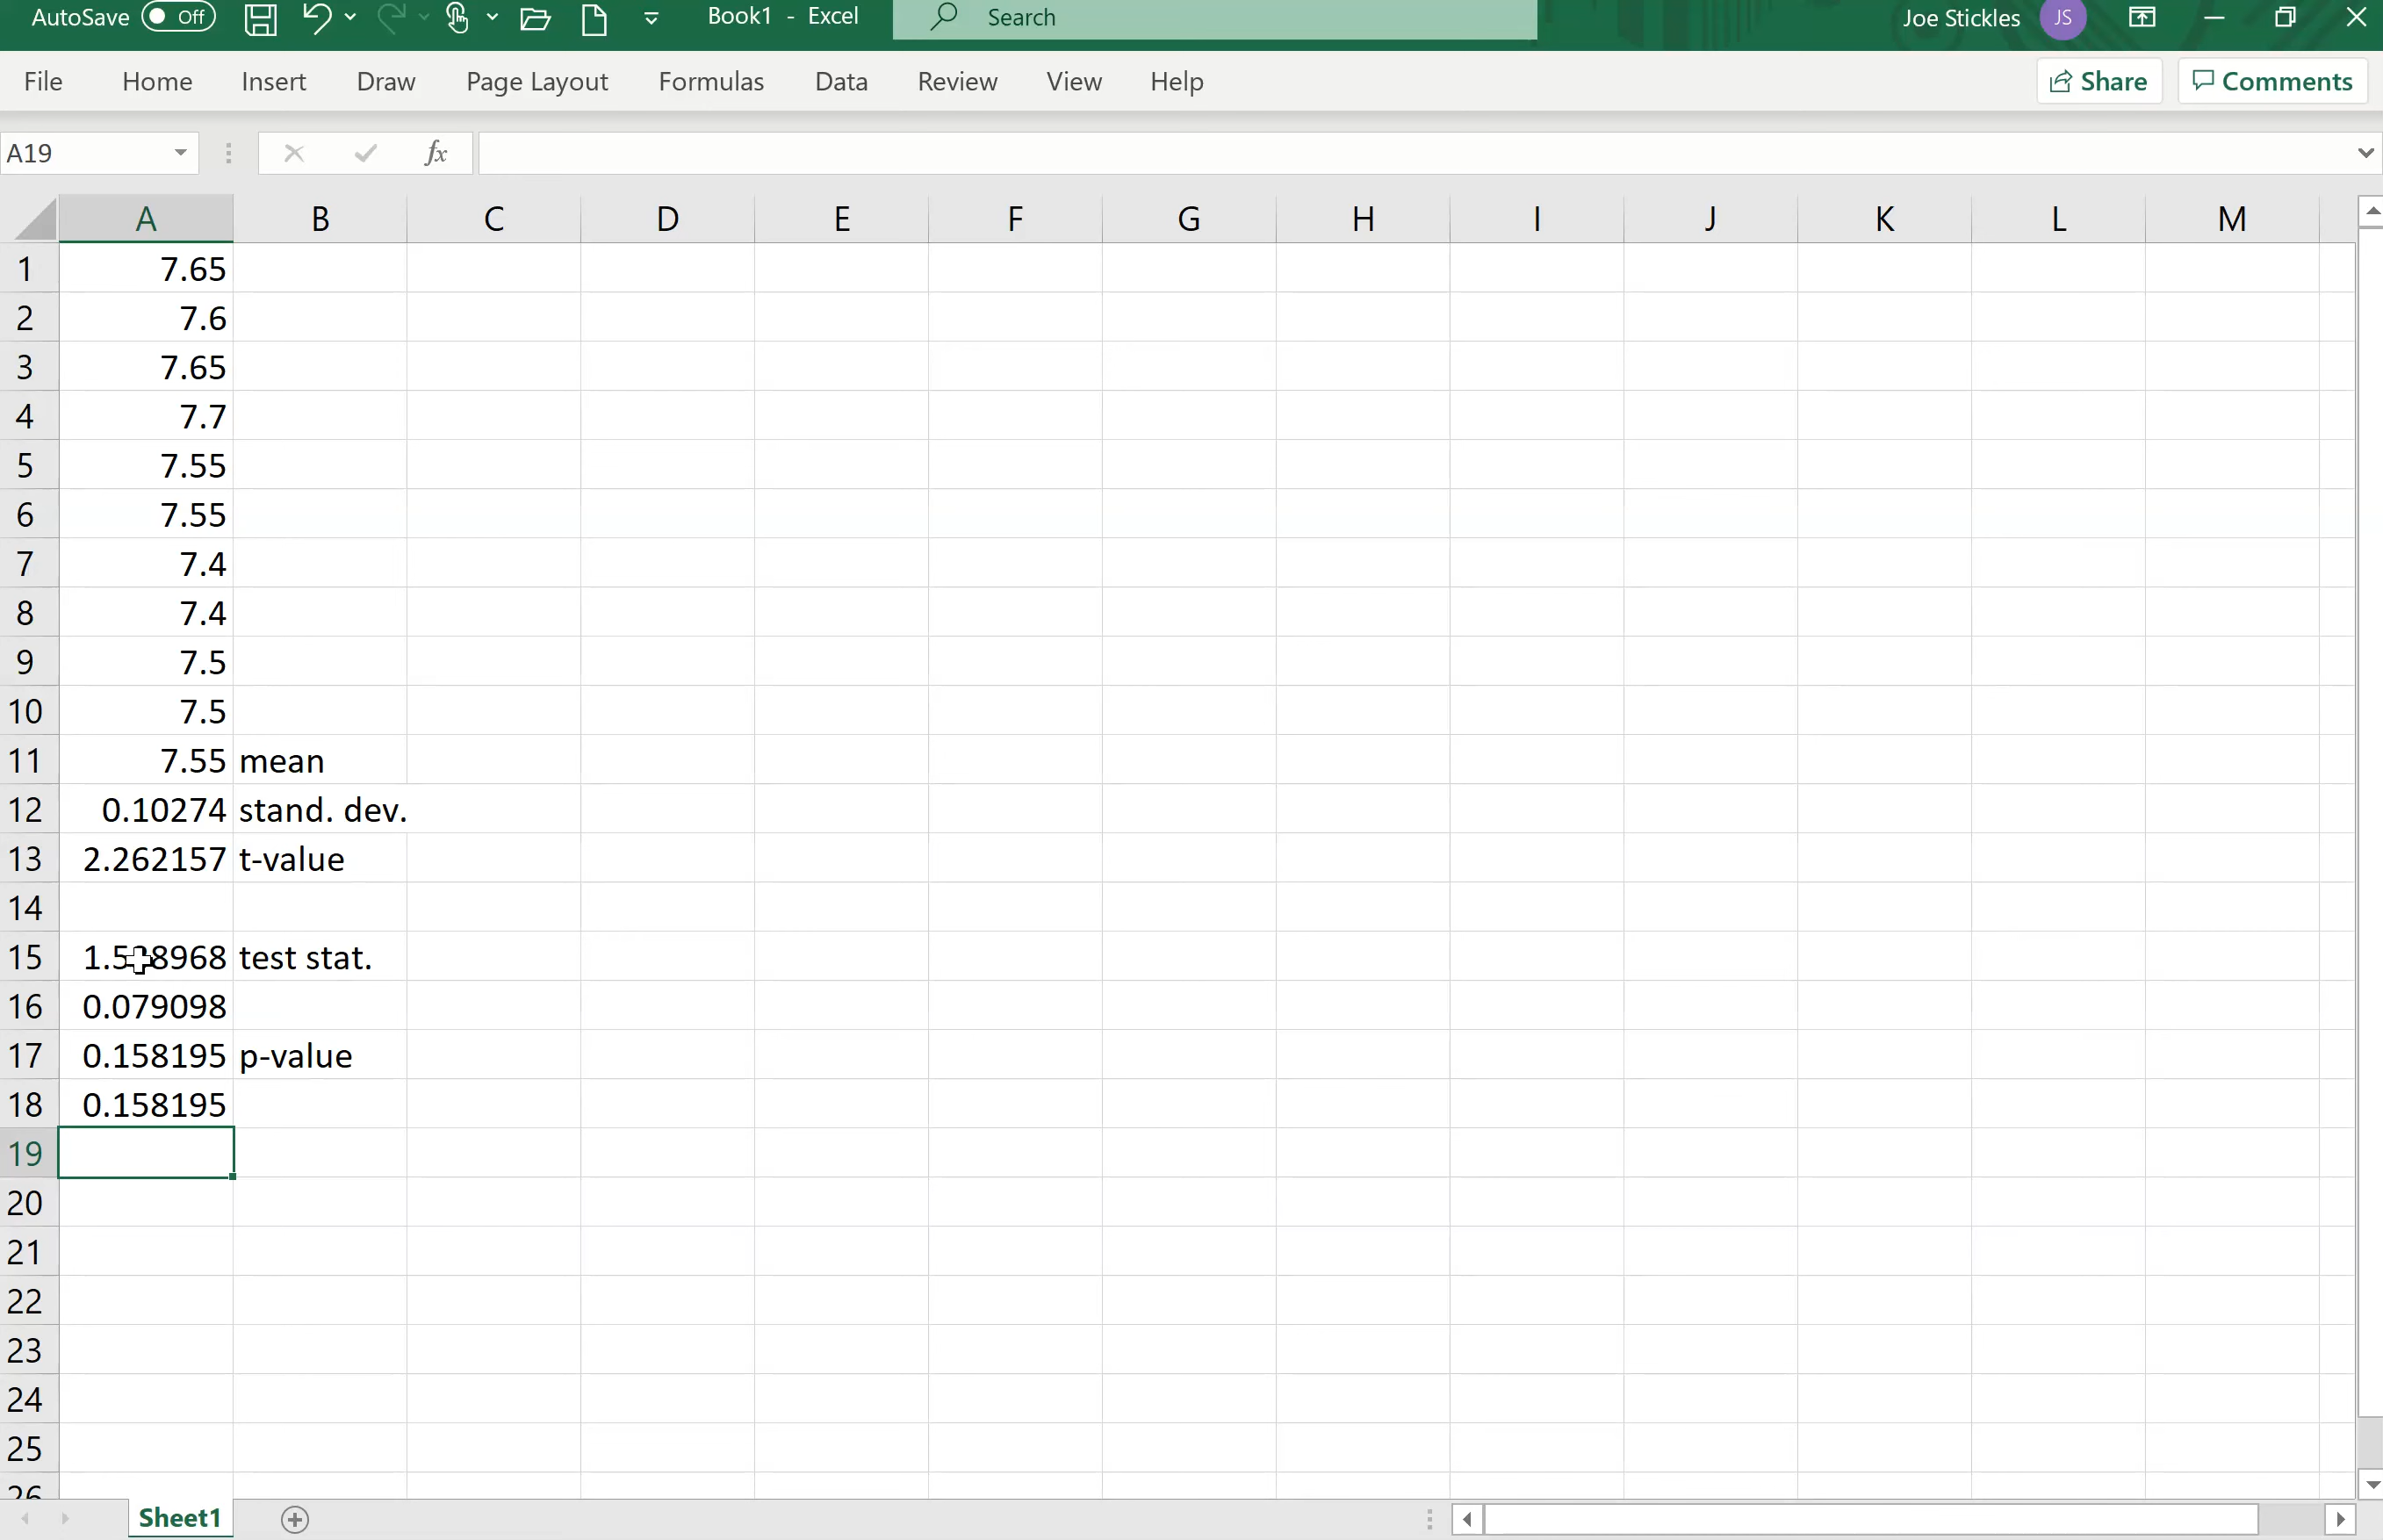 AutoSave Off Book1 - Excel Search Joe Stickles JS
File Home Insert Draw Page Layout Formulas Data Review View Help Share Comments
A19 fx
A B C D E F G H I J K L M
1 7.65
2 7.6
3 7.65
4 7.7
5 7.55
6 7.55
7 7.4
8 7.4
9 7.5
10 7.5
11 7.55 mean
12 0.10274 stand. dev.
13 2.262157 t-value
14
15 test stat.
16 0.079098
17 0.158195 p-value
18 0.158195
19
20
21
22
23
24
25
26
Sheet1